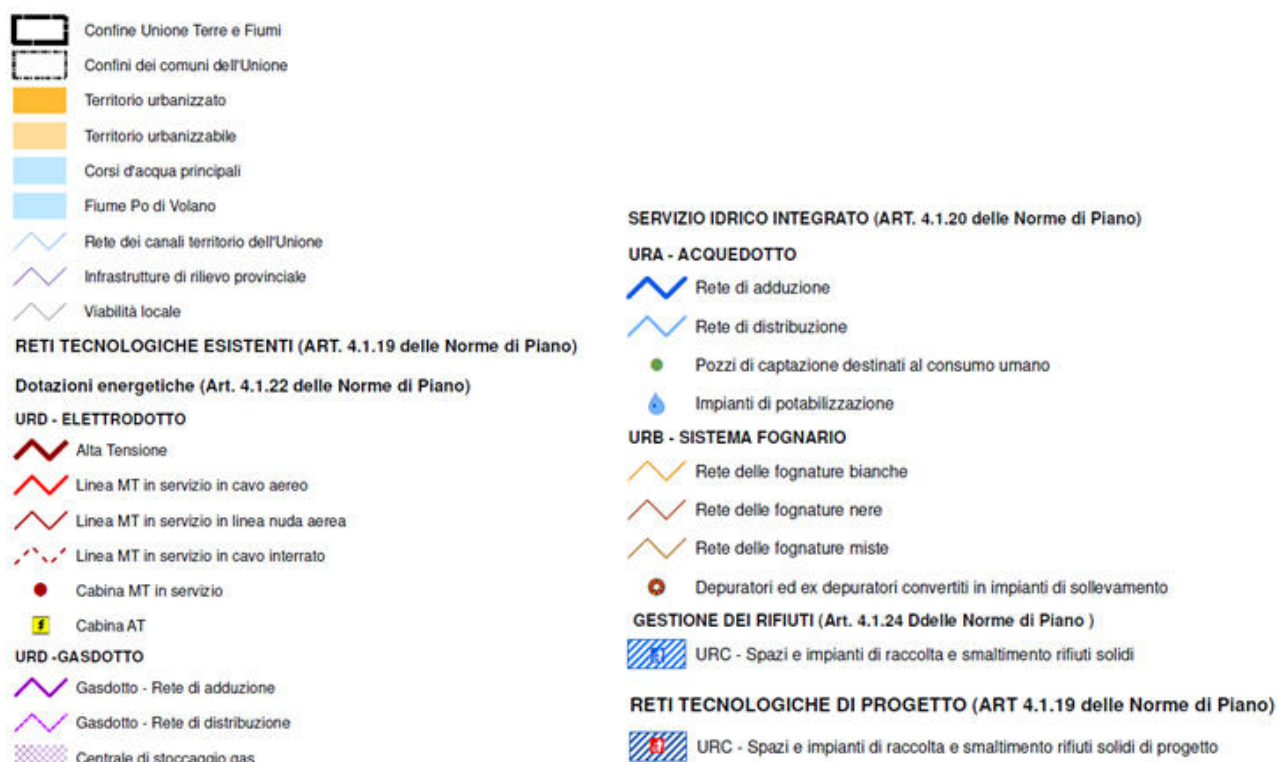 Confine Unione Terre e Fiumi
Confini dei comuni dell'Unione
Territorio urbanizzato
Territorio urbanizzabile
Corsi d'acqua principali
Fiume Po di Volano
Rete dei canali territorio dell'Unione
Infrastrutture di rilievo provinciale
Viabilità locale
RETI TECNOLOGICHE ESISTENTI (ART. 4.1.19 delle Norme di Piano)
Dotazioni energetiche (Art. 4.1.22 delle Norme di Piano)
URD - ELETTRODOTTO
Alta Tensione
Linea MT in servizio in cavo aereo
Linea MT in servizio in linea nuda aerea
Linea MT in servizio in cavo interrato
Cabina MT in servizio
Cabina AT
URD -GASDOTTO
Gasdotto - Rete di adduzione
Gasdotto - Rete di distribuzione
Centrale di stoccaggio gas
SERVIZIO IDRICO INTEGRATO (ART. 4.1.20 delle Norme di Piano)
URA - ACQUEDOTTO
Rete di adduzione
Rete di distribuzione
Pozzi di captazione destinati al consumo umano
Impianti di potabilizzazione
URB - SISTEMA FOGNARIO
Rete delle fognature bianche
Rete delle fognature nere
Rete delle fognature miste
Depuratori ed ex depuratori convertiti in impianti di sollevamento
GESTIONE DEI RIFIUTI (Art. 4.1.24 Ddelle Norme di Piano )
URC - Spazi e impianti di raccolta e smaltimento rifiuti solidi
RETI TECNOLOGICHE DI PROGETTO (ART 4.1.19 delle Norme di Piano)
URC - Spazi e impianti di raccolta e smaltimento rifiuti solidi di progetto